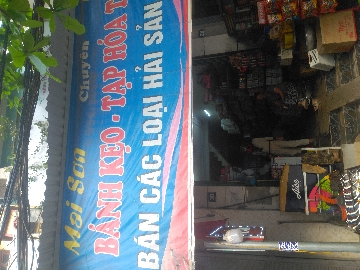 Mai Sơn
Chuyên
BÁNH KẸO - TẠP HÓA
BÁN CÁC LOẠI HẢI SẢN